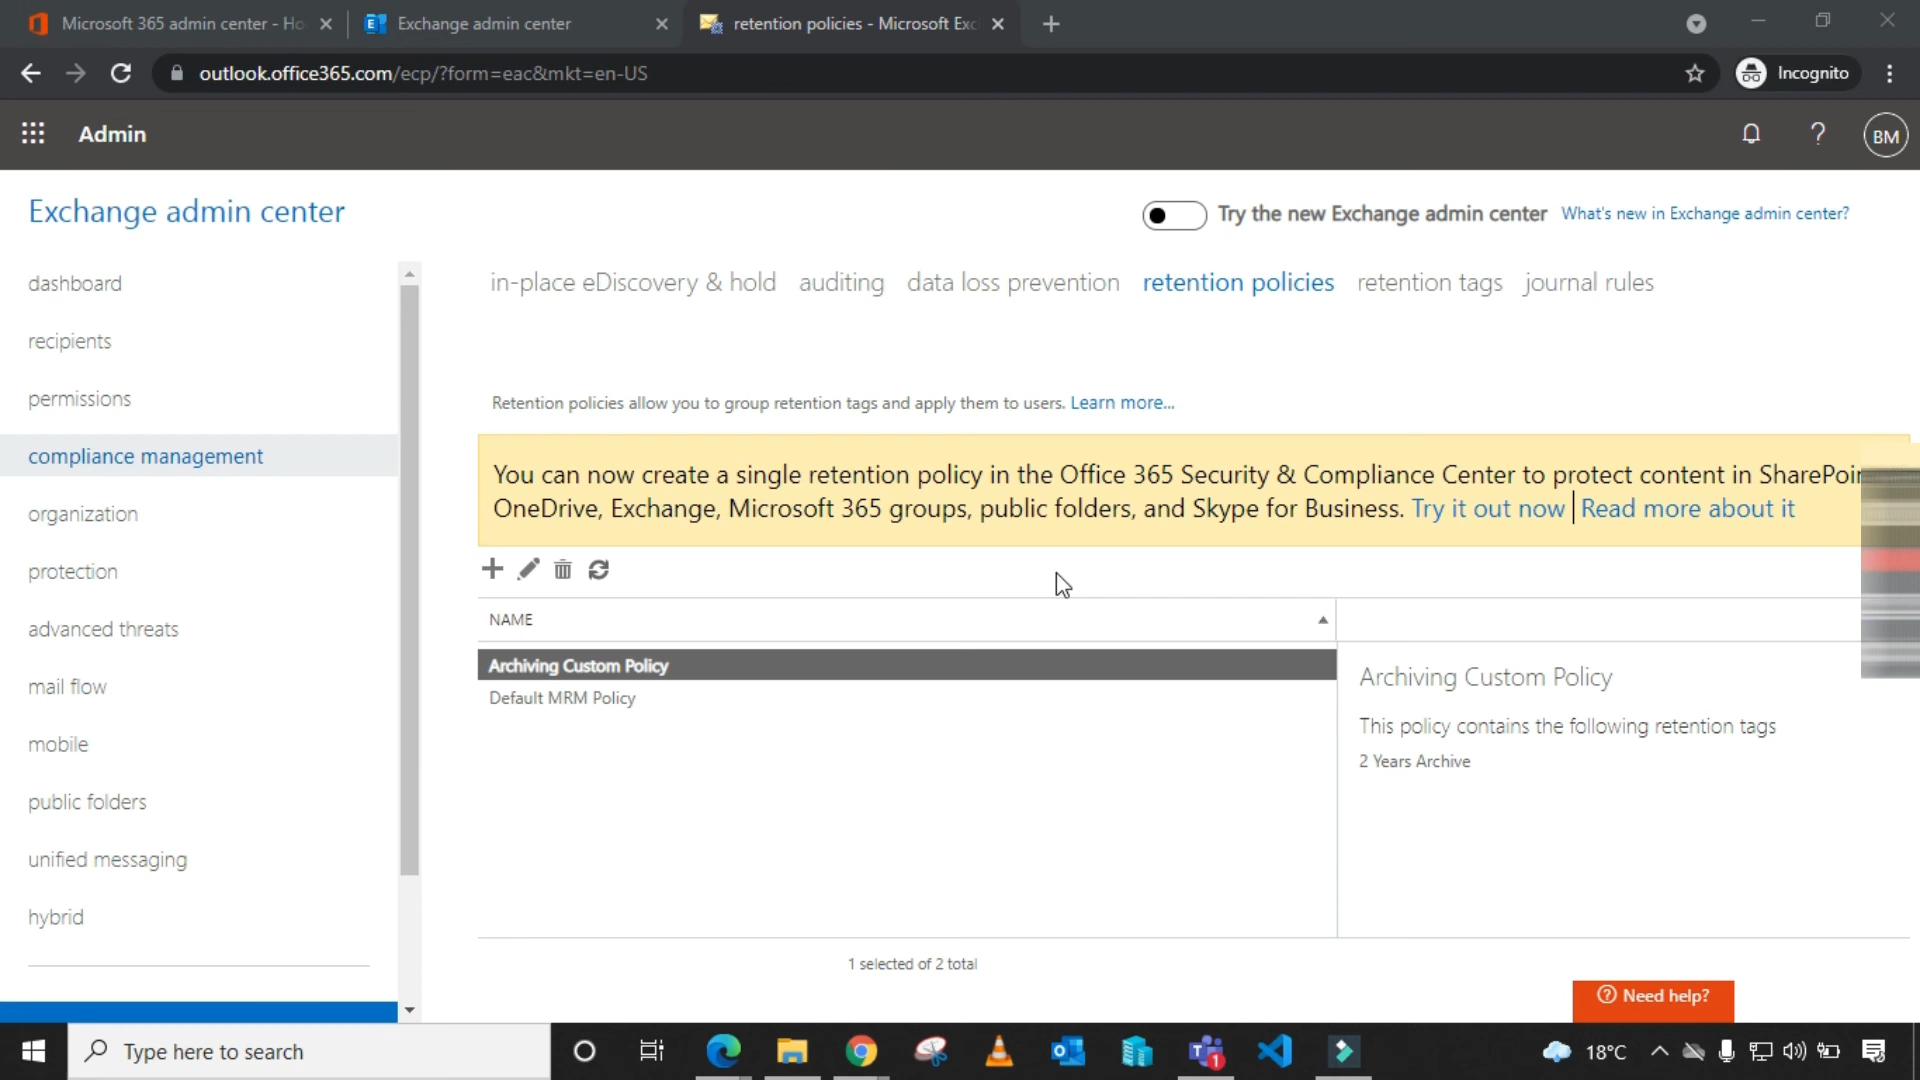 Microsoft 365 admin center - Ho
Exchange admin center
retention policies - Microsoft Exc
outlook.office365.com/ecp/?form=eac&mkt=en-US
Incognito
Admin
BM
Exchange admin center
Try the new Exchange admin center
What's new in Exchange admin center?
dashboard
recipients
permissions
compliance management
organization
protection
advanced threats
mail flow
mobile
public folders
unified messaging
hybrid
in-place eDiscovery & hold
auditing
data loss prevention
retention policies
retention tags
journal rules
Retention policies allow you to group retention tags and apply them to users. Learn more...
You can now create a single retention policy in the Office 365 Security & Compliance Center to protect content in SharePoin
OneDrive, Exchange, Microsoft 365 groups, public folders, and Skype for Business. Try it out now | Read more about it
NAME
Archiving Custom Policy
Default MRM Policy
Archiving Custom Policy
This policy contains the following retention tags
2 Years Archive
1 selected of 2 total
Need help?
Type here to search
1
18°C